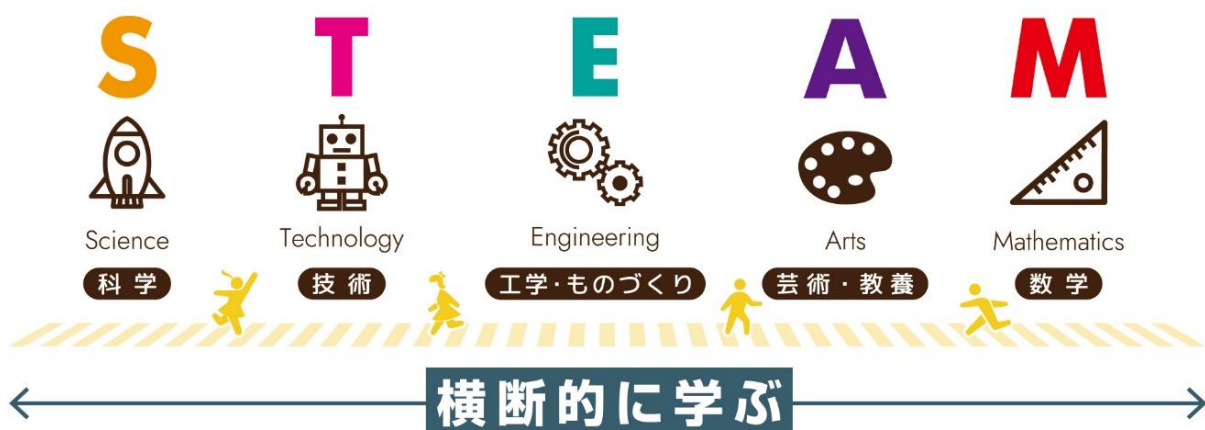 S T E A M
Science Technology Engineering Arts Mathematics
科学 技術 工学・ものづくり 芸術・教養 数学
横断的に学ぶ